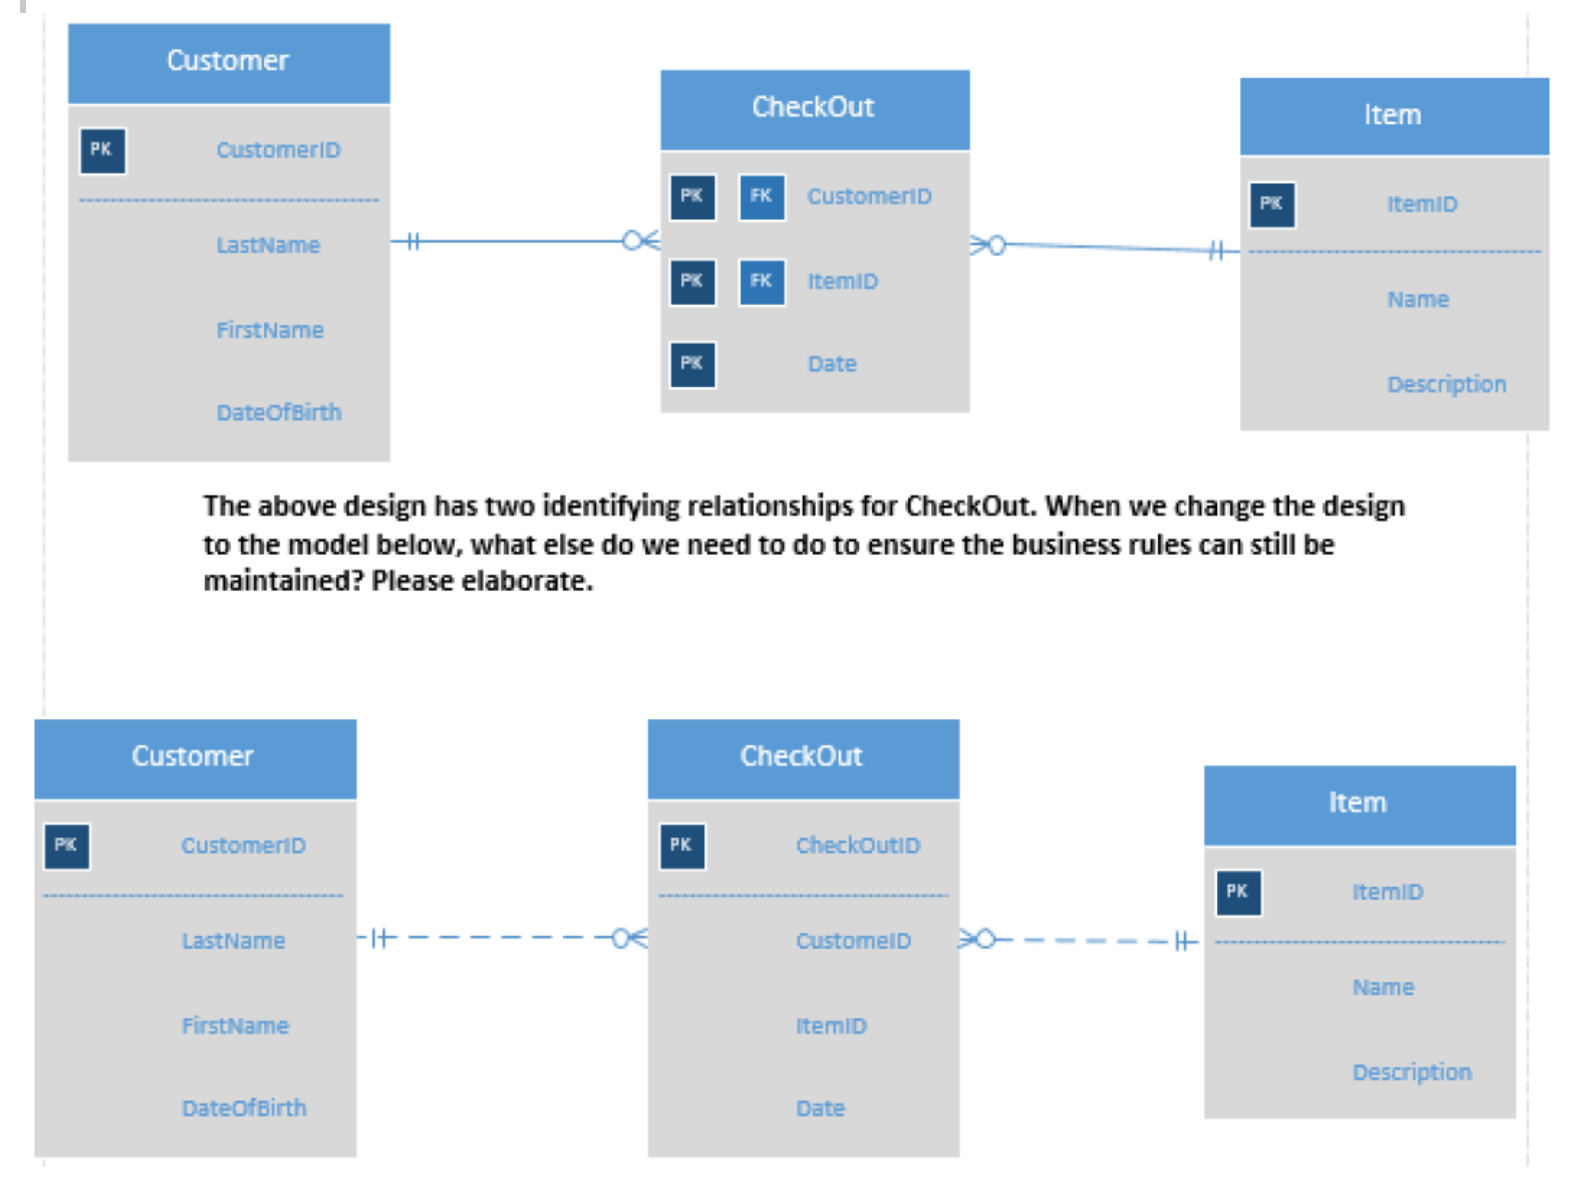 Customer
PK CustomerID
LastName
FirstName
DateOfBirth
CheckOut
PK FK CustomerID
PK FK ItemID
PK Date
Item
PK ItemID
Name
Description
The above design has two identifying relationships for CheckOut. When we change the design
to the model below, what else do we need to do to ensure the business rules can still be
maintained? Please elaborate.
Customer
PK CustomerID
LastName
FirstName
DateOfBirth
CheckOut
PK CheckOutID
CustomeID
ItemID
Date
Item
PK ItemID
Name
Description